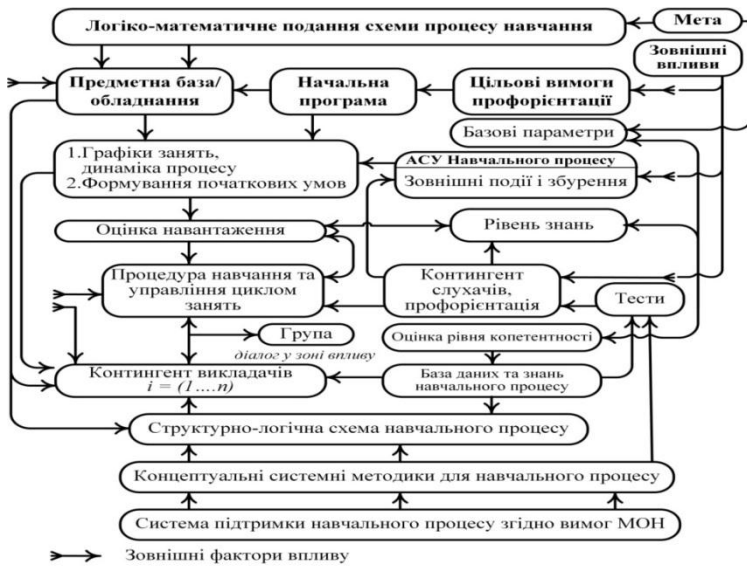 Логіко-математичне подання схеми процесу навчання
Мета
Зовнішні
впливи
Предметна база/
обладнання
Начальна
програма
Цільові вимоги
профорієнтації
Базові параметри
1.Графіки занять,
динаміка процесу
2.Формування початкових умов
АСУ Навчального процесу
Зовнішні події і збурення
Оцінка навантаження
Рівень знань
Процедура навчання та
управління циклом
занять
Контингент
слухачів,
профорієнтація
Тести
Група
Оцінка рівня копетентності
діалог у зоні впливу
Контингент викладачів
i = (1....n)
База даних та знань
навчального процесу
Структурно-логічна схема навчального процесу
Концептуальні системні методики для навчального процесу
Система підтримки навчального процесу згідно вимог МОН
Зовнішні фактори впливу